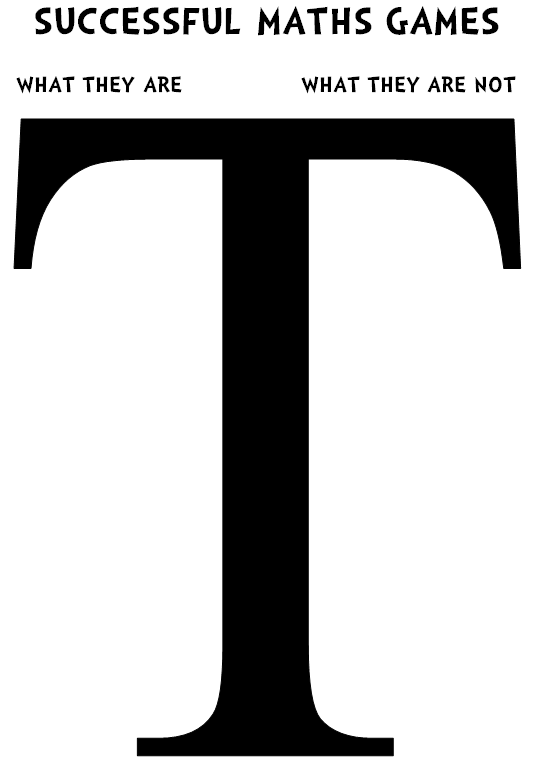 SUCCESSFUL MATHS GAMES
WHAT THEY ARE
WHAT THEY ARE NOT
T